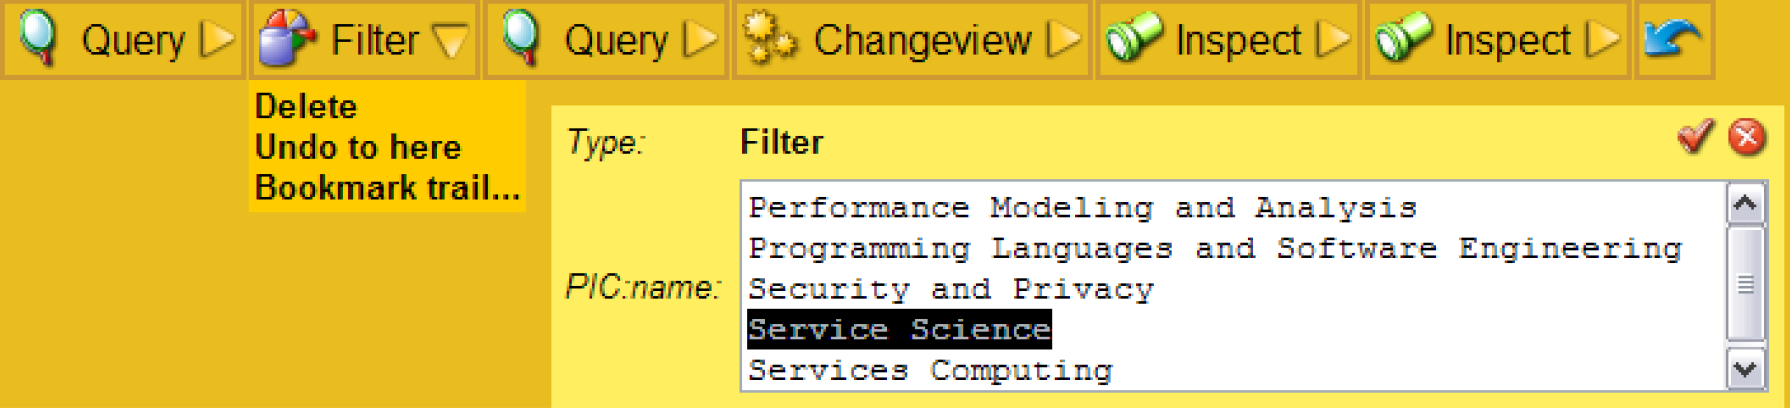 Query Filter Query Changeview Inspect Inspect
Delete
Undo to here
Bookmark trail...
Type: Filter
PIC:name:
Performance Modeling and Analysis
Programming Languages and Software Engineering
Security and Privacy
Service Science
Services Computing